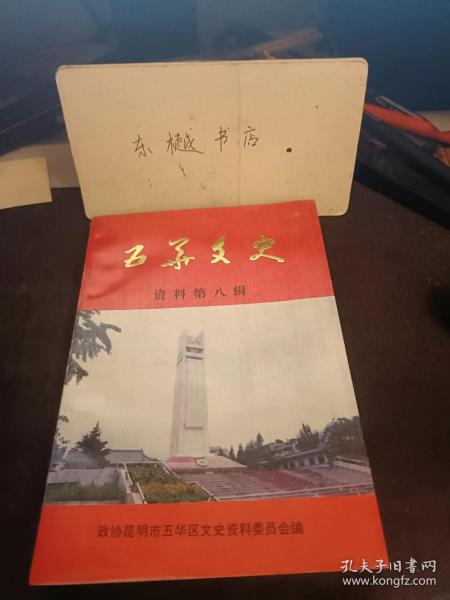 东樾书店
五华文史
资料第八辑
政协昆明市五华区文史资料委员会编
孔夫子旧书网
www.kongfz.com